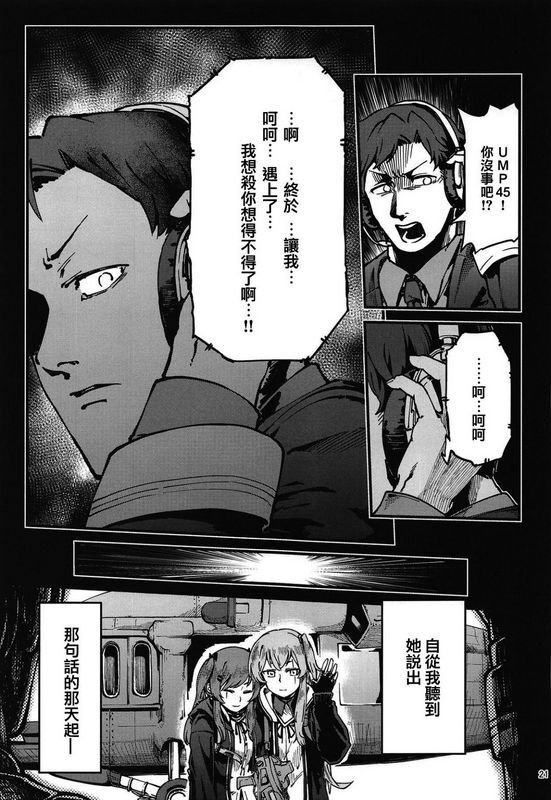 UMP45！
你沒事吧!?
……呵…呵呵
…啊　…終於…讓我…
呵呵…遇上了…
我想殺你想得不得了啊…!!
自從我聽到
她説出
那句話的那天起—
21